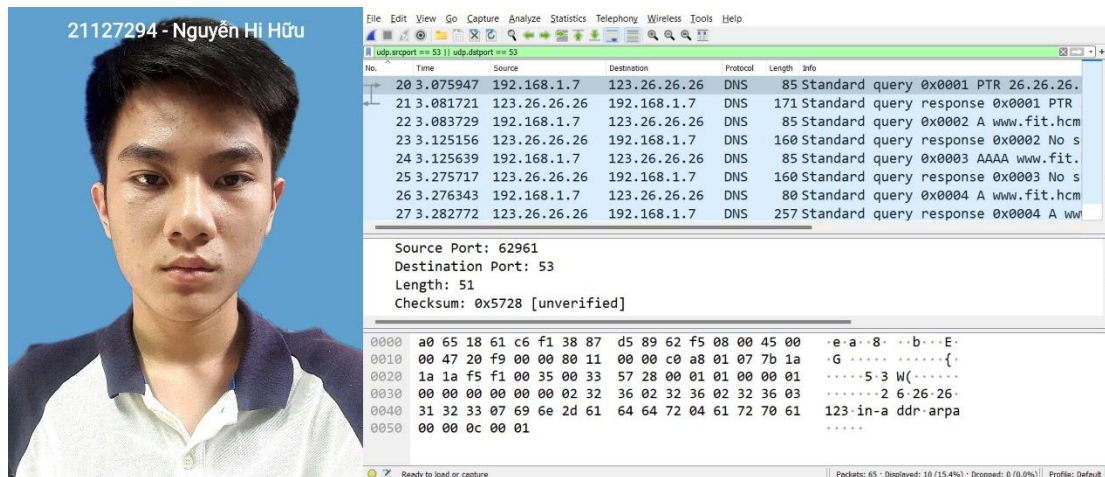 21127294 - Nguyễn Hi Hữu
File Edit View Go Capture Analyze Statistics Telephony Wireless Tools Help
udp.srcport == 53 || udp.dstport == 53
No. Time Source Destination Protocol Length Info
20 3.075947 192.168.1.7 123.26.26.26 DNS 85 Standard query 0x0001 PTR 26.26.26.
21 3.081721 123.26.26.26 192.168.1.7 DNS 171 Standard query response 0x0001 PTR
22 3.083729 192.168.1.7 123.26.26.26 DNS 85 Standard query 0x0002 A www.fit.hcm
23 3.125156 123.26.26.26 192.168.1.7 DNS 160 Standard query response 0x0002 No s
24 3.125639 192.168.1.7 123.26.26.26 DNS 85 Standard query 0x0003 AAAA www.fit.
25 3.275717 123.26.26.26 192.168.1.7 DNS 160 Standard query response 0x0003 No s
26 3.276343 192.168.1.7 123.26.26.26 DNS 80 Standard query 0x0004 A www.fit.hcm
27 3.282772 123.26.26.26 192.168.1.7 DNS 257 Standard query response 0x0004 A ww
Source Port: 62961
Destination Port: 53
Length: 51
Checksum: 0x5728 [unverified]
0000 a0 65 18 61 c6 f1 38 87 d5 89 62 f5 08 00 45 00 ·e·a··8· ··b···E·
0010 00 47 20 f9 00 00 80 11 00 00 c0 a8 01 07 7b 1a ·G ····· ······{·
0020 1a 1a f5 f1 00 35 00 33 57 28 00 01 01 00 00 01 ·····5·3 W(······
0030 00 00 00 00 00 00 02 32 36 02 32 36 02 32 36 03 ·······2 6·26·26·
0040 31 32 33 07 69 6e 2d 61 64 64 72 04 61 72 70 61 123·in-a ddr·arpa
0050 00 00 0c 00 01 ·····
Ready to load or capture Packets: 65 · Displayed: 10 (15.4%) · Dropped: 0 (0.0%) Profile: Default